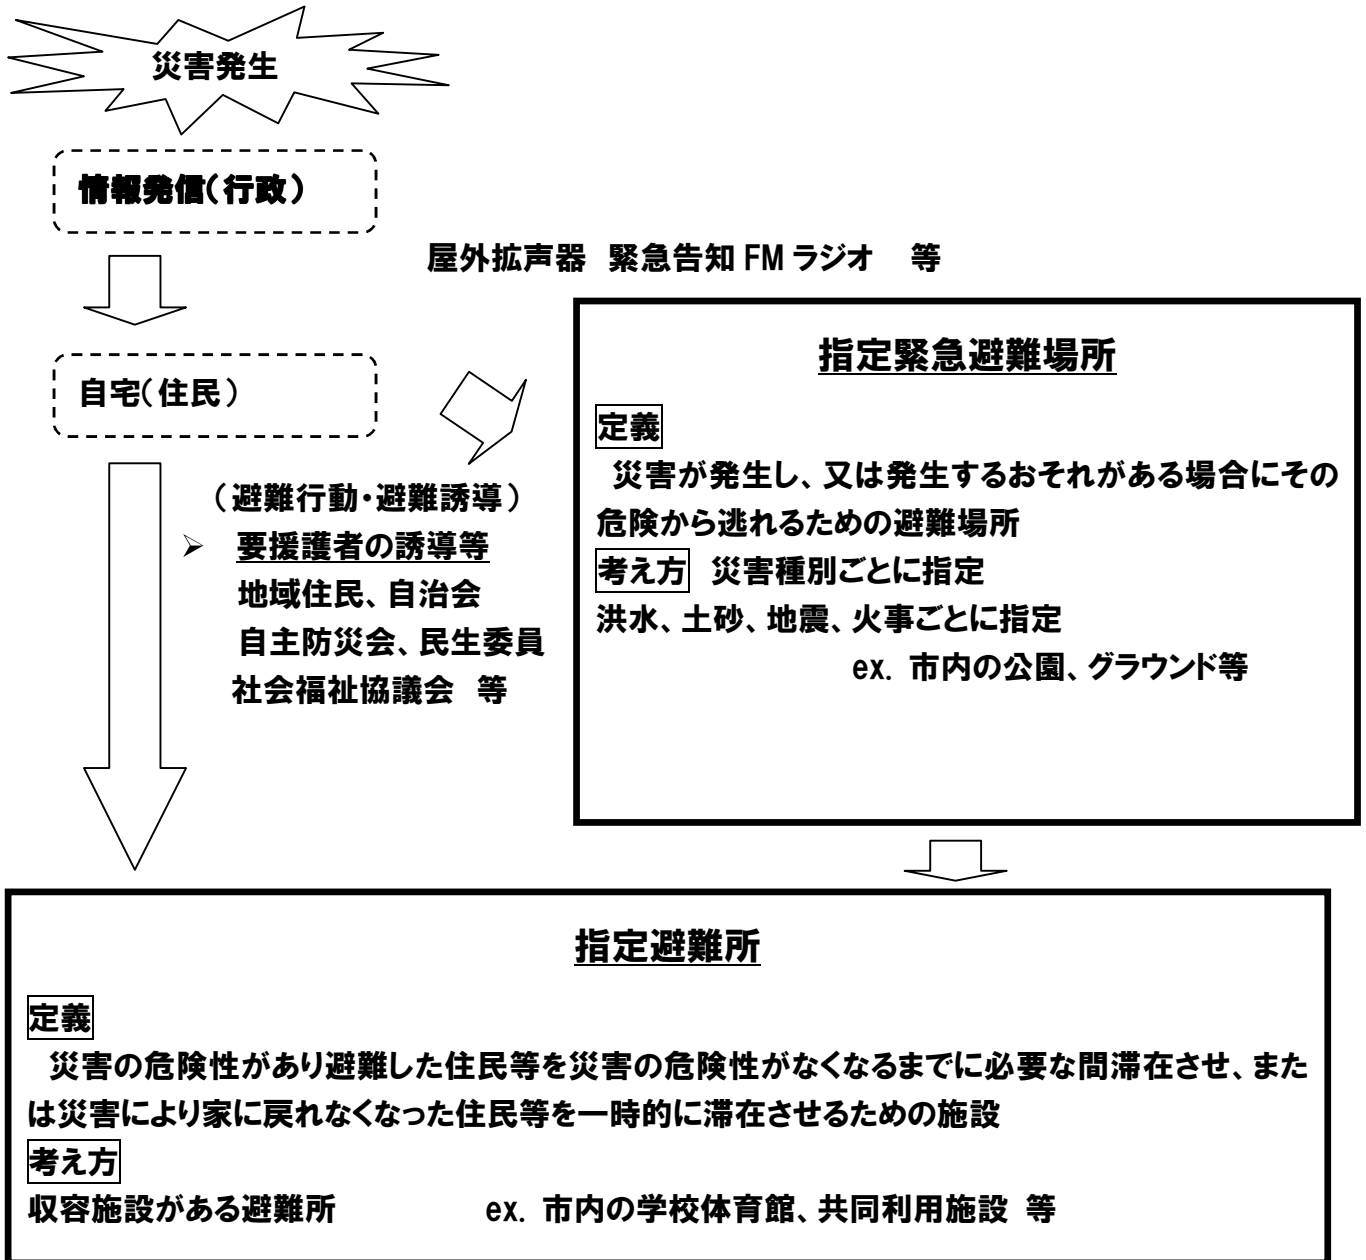 災害発生
情報発信（行政）
屋外拡声器　緊急告知 FM ラジオ　等
自宅（住民）
（避難行動・避難誘導）
➢ 要援護者の誘導等
地域住民、自治会
自主防災会、民生委員
社会福祉協議会　等
指定緊急避難場所
定義
災害が発生し、又は発生するおそれがある場合にその
危険から逃れるための避難場所
考え方　災害種別ごとに指定
洪水、土砂、地震、火事ごとに指定
ex. 市内の公園、グラウンド等
指定避難所
定義
災害の危険性があり避難した住民等を災害の危険性がなくなるまでに必要な間滞在させ、また
は災害により家に戻れなくなった住民等を一時的に滞在させるための施設
考え方
収容施設がある避難所　ex. 市内の学校体育館、共同利用施設 等